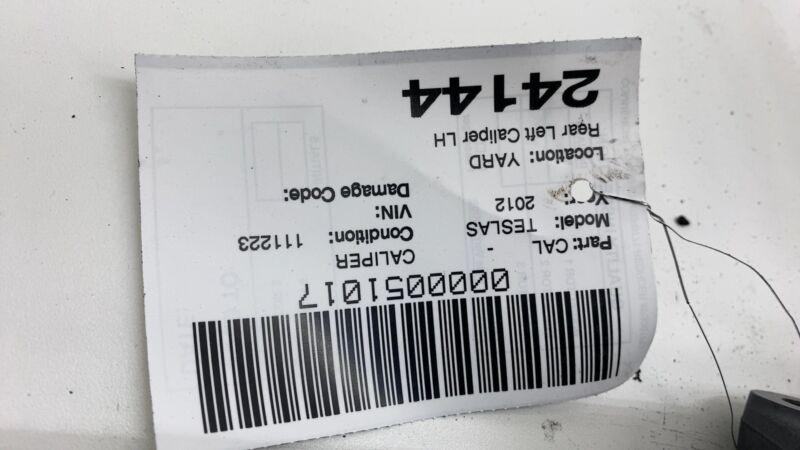 0000051017
Part: CAL - CALIPER
Model: TESLAS Condition: 111223
Year: 2012 VIN:
Damage Code:
Location: YARD
Rear Left Caliper LH
24144